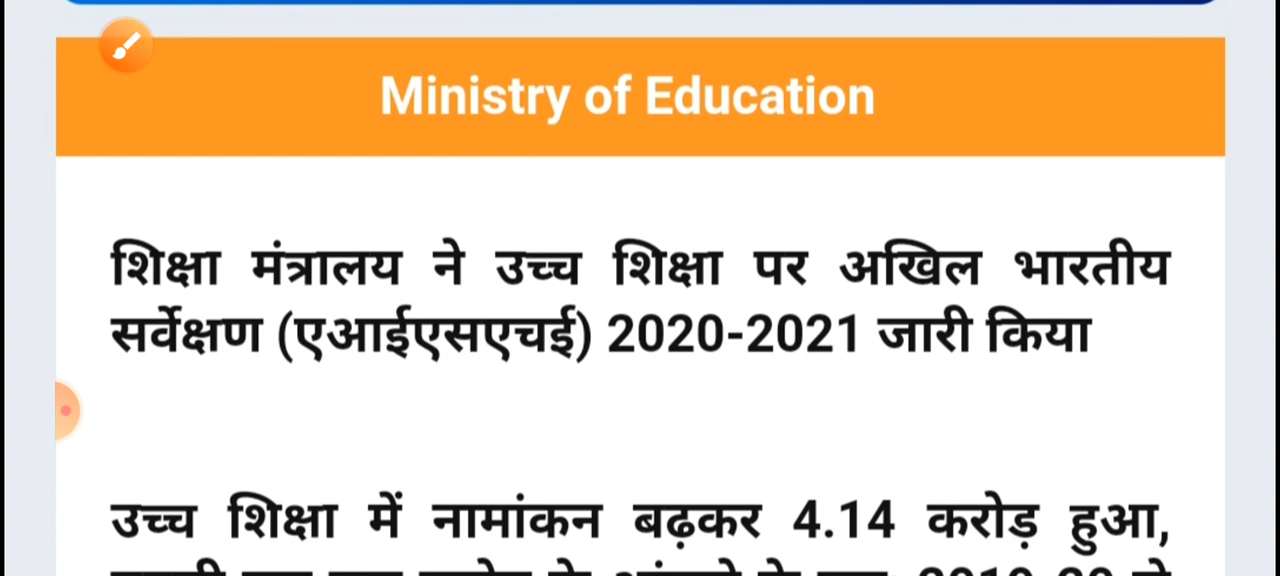 Ministry of Education
शिक्षा मंत्रालय ने उच्च शिक्षा पर अखिल भारतीय
सर्वेक्षण (एआईएसएचई) 2020-2021 जारी किया
उच्च शिक्षा में नामांकन बढ़कर 4.14 करोड़ हुआ,